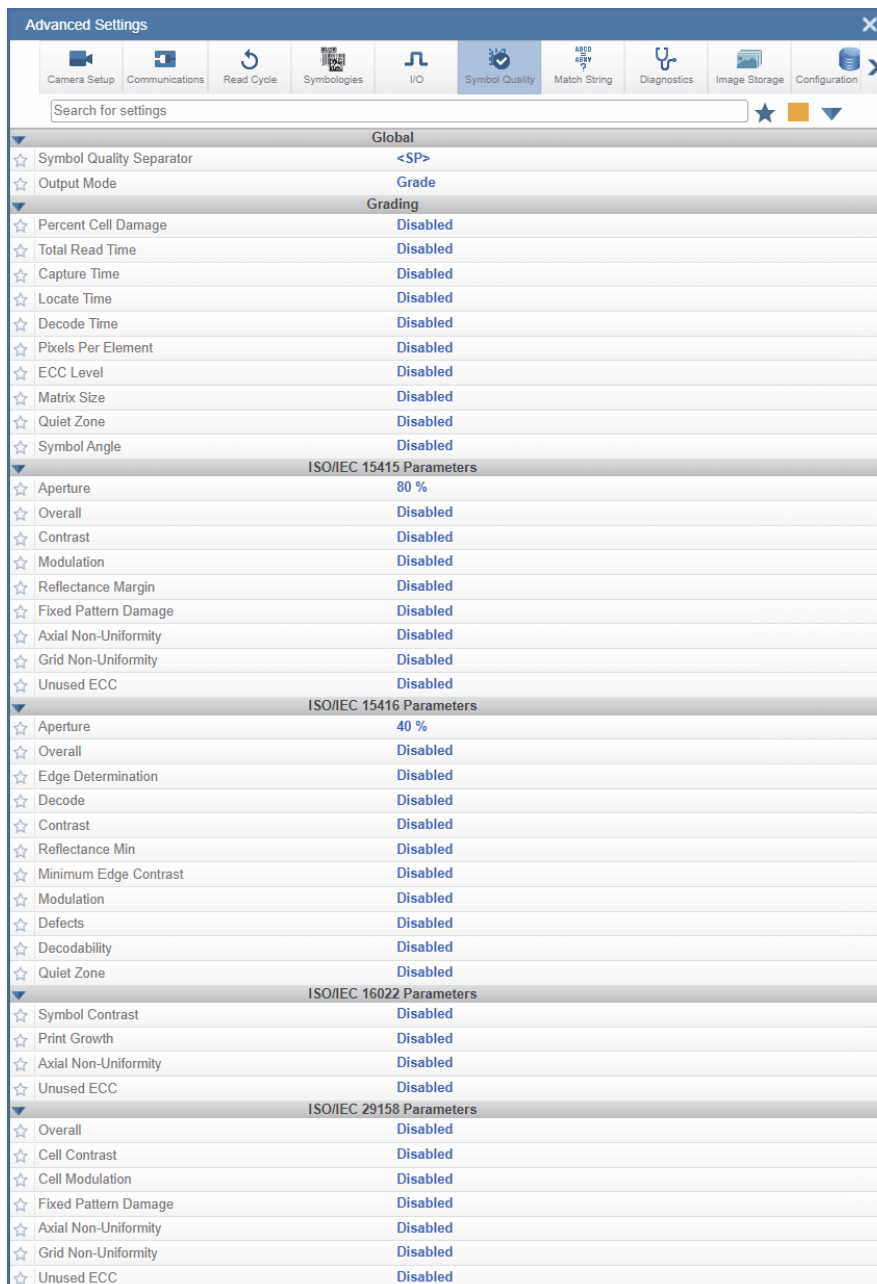 Advanced Settings
Camera Setup Communications Read Cycle Symbologies I/O Symbol Quality Match String Diagnostics Image Storage Configuration
Search for settings
Global
Symbol Quality Separator <SP>
Output Mode Grade
Grading
Percent Cell Damage Disabled
Total Read Time Disabled
Capture Time Disabled
Locate Time Disabled
Decode Time Disabled
Pixels Per Element Disabled
ECC Level Disabled
Matrix Size Disabled
Quiet Zone Disabled
Symbol Angle Disabled
ISO/IEC 15415 Parameters
Aperture 80 %
Overall Disabled
Contrast Disabled
Modulation Disabled
Reflectance Margin Disabled
Fixed Pattern Damage Disabled
Axial Non-Uniformity Disabled
Grid Non-Uniformity Disabled
Unused ECC Disabled
ISO/IEC 15416 Parameters
Aperture 40 %
Overall Disabled
Edge Determination Disabled
Decode Disabled
Contrast Disabled
Reflectance Min Disabled
Minimum Edge Contrast Disabled
Modulation Disabled
Defects Disabled
Decodability Disabled
Quiet Zone Disabled
ISO/IEC 16022 Parameters
Symbol Contrast Disabled
Print Growth Disabled
Axial Non-Uniformity Disabled
Unused ECC Disabled
ISO/IEC 29158 Parameters
Overall Disabled
Cell Contrast Disabled
Cell Modulation Disabled
Fixed Pattern Damage Disabled
Axial Non-Uniformity Disabled
Grid Non-Uniformity Disabled
Unused ECC Disabled